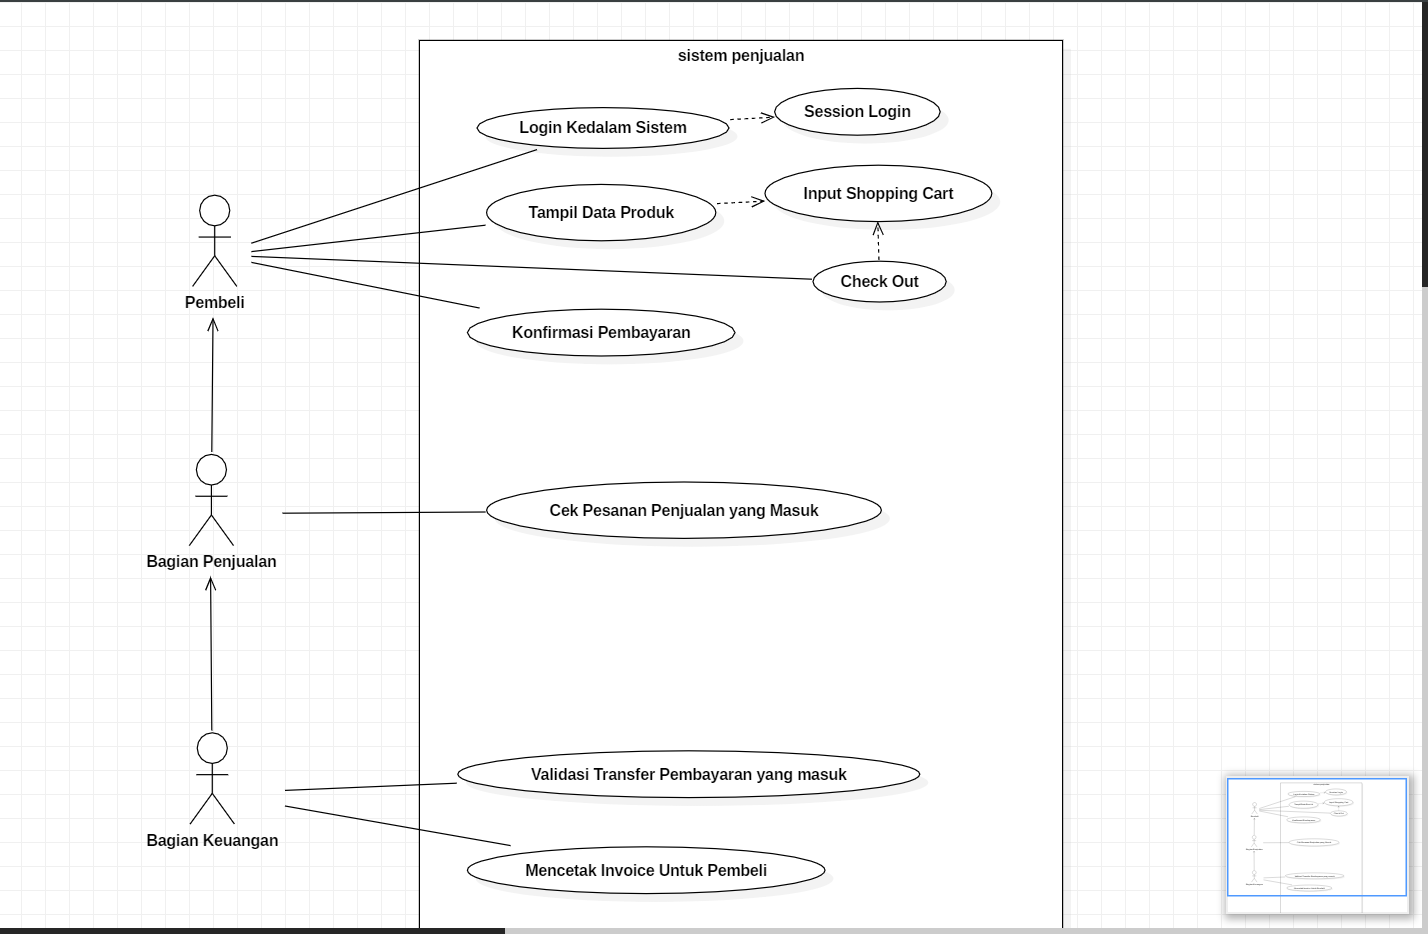 sistem penjualan
Session Login
Login Kedalam Sistem
Input Shopping Cart
Tampil Data Produk
Check Out
Pembeli
Konfirmasi Pembayaran
Cek Pesanan Penjualan yang Masuk
Bagian Penjualan
Validasi Transfer Pembayaran yang masuk
Bagian Keuangan
Mencetak Invoice Untuk Pembeli